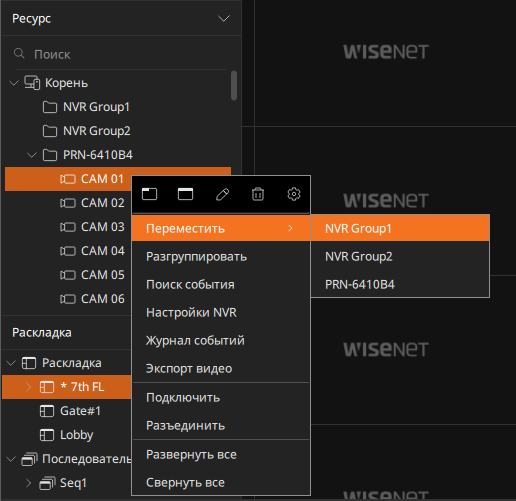 Ресурс
Поиск
Корень
NVR Group1
NVR Group2
PRN-6410B4
CAM 01
CAM 02
CAM 03
CAM 04
CAM 05
CAM 06
Раскладка
Раскладка
* 7th FL
Gate#1
Lobby
Последователь
Seq1
Переместить
Разгруппировать
Поиск события
Настройки NVR
Журнал событий
Экспорт видео
Подключить
Разъединить
Развернуть все
Свернуть все
NVR Group1
NVR Group2
PRN-6410B4
WISENET
WISENET
WISENET
WISENET